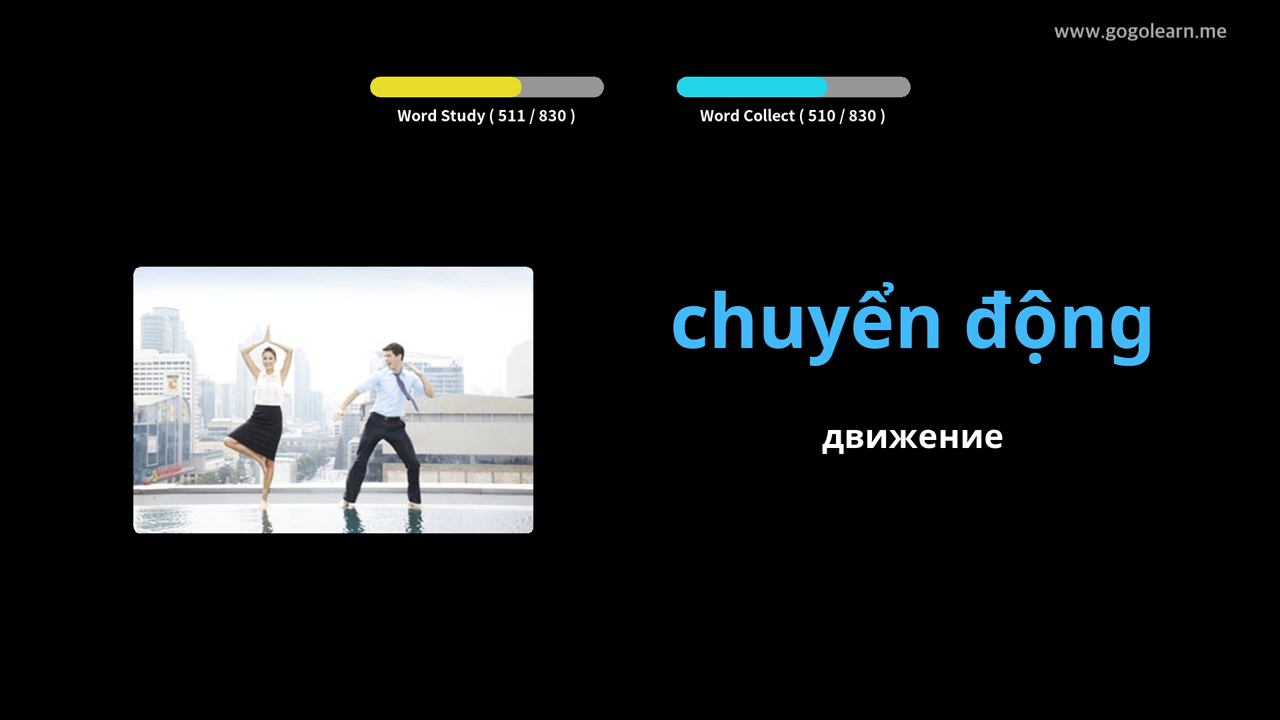 www.gogolearn.me
Word Study ( 511 / 830 )
Word Collect ( 510 / 830 )
chuyển động
движение